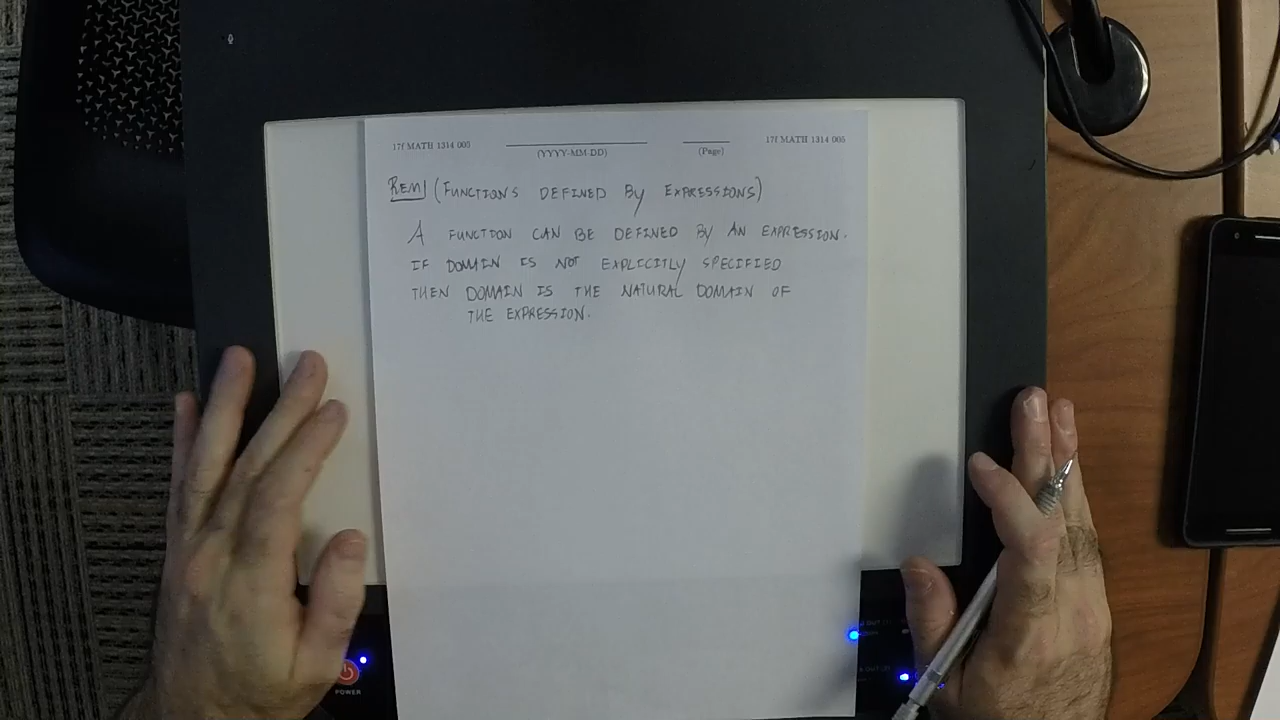 17f MATH 1314 005
(YYYY-MM DD)
(Page)
17f MATH 1314 005
REM (FUNCTIONS DEFINED BY EXPRESSIONS)
A FUNCTION CAN BE DEFINED BY AN EXPRESSION.
IF DOMAIN IS NOT EXPLICITLY SPECIFIED
THEN DOMAIN IS THE NATURAL DOMAIN OF
THE EXPRESSION.
POWER